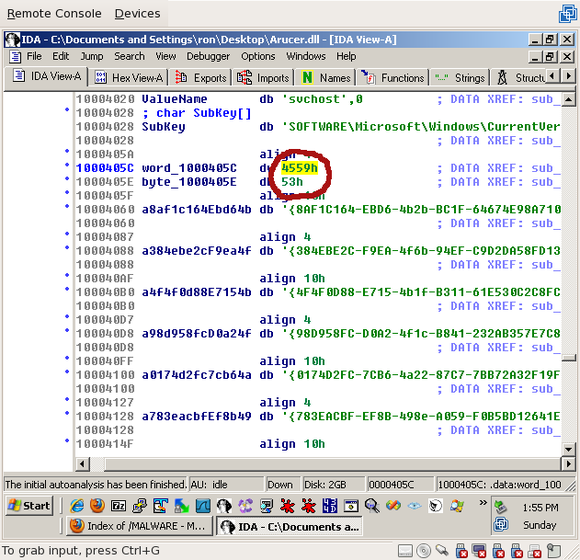 Remote Console Devices
IDA - C:\Documents and Settings\ron\Desktop\Arucer.dll - [IDA View-A]
File Edit Jump Search View Debugger Options Windows Help
IDA View-A Hex View-A Exports Imports N Names Functions "..." Strings Struct
10004020 ValueName db 'svchost',0 ; DATA XREF: sub_
10004028 ; char SubKey[]
10004028 SubKey db 'SOFTWARE\Microsoft\Windows\CurrentVer
10004028 ; DATA XREF: sub_
1000405A align
1000405C word_1000405C dw 4559h
1000405E byte_1000405E db 53h
1000405F align 10h
10004060 a8af1c164Ebd64b db '{8AF1C164-EBD6-4b2b-BC1F-64674E98A710
10004060 ; DATA XREF: sub_
10004087 align 4
10004088 a384ebe2cF9ea4f db '{384EBE2C-F9EA-4f6b-94EF-C9D2DA58FD13
10004088 ; DATA XREF: sub_
100040AF align 10h
100040B0 a4f4f0d88E7154b db '{4F4F0D88-E715-4b1f-B311-61E530C2C8FC
100040B0 ; DATA XREF: sub_
100040D7 align 4
100040D8 a98d958fcD0a24f db '{98D958FC-D0A2-4f1c-B841-232AB357E7C8
100040D8 ; DATA XREF: sub_
100040FF align 10h
10004100 a0174d2fc7cb64a db '{0174D2FC-7CB6-4a22-87C7-7BB72A32F19F
10004100 ; DATA XREF: sub_
10004127 align 4
10004128 a783eacbfEf8b49 db '{783EACBF-EF8B-498e-A059-F0B5BD12641E
10004128 ; DATA XREF: sub_
1000414F align 10h
The initial autoanalysis has been finished. AU: idle Down Disk: 2GB 0000405C 1000405C: .data:word_100
Start 1:55 PM
Index of /MALWARE - M... IDA - C:\Documents a... Sunday
To grab input, press Ctrl+G